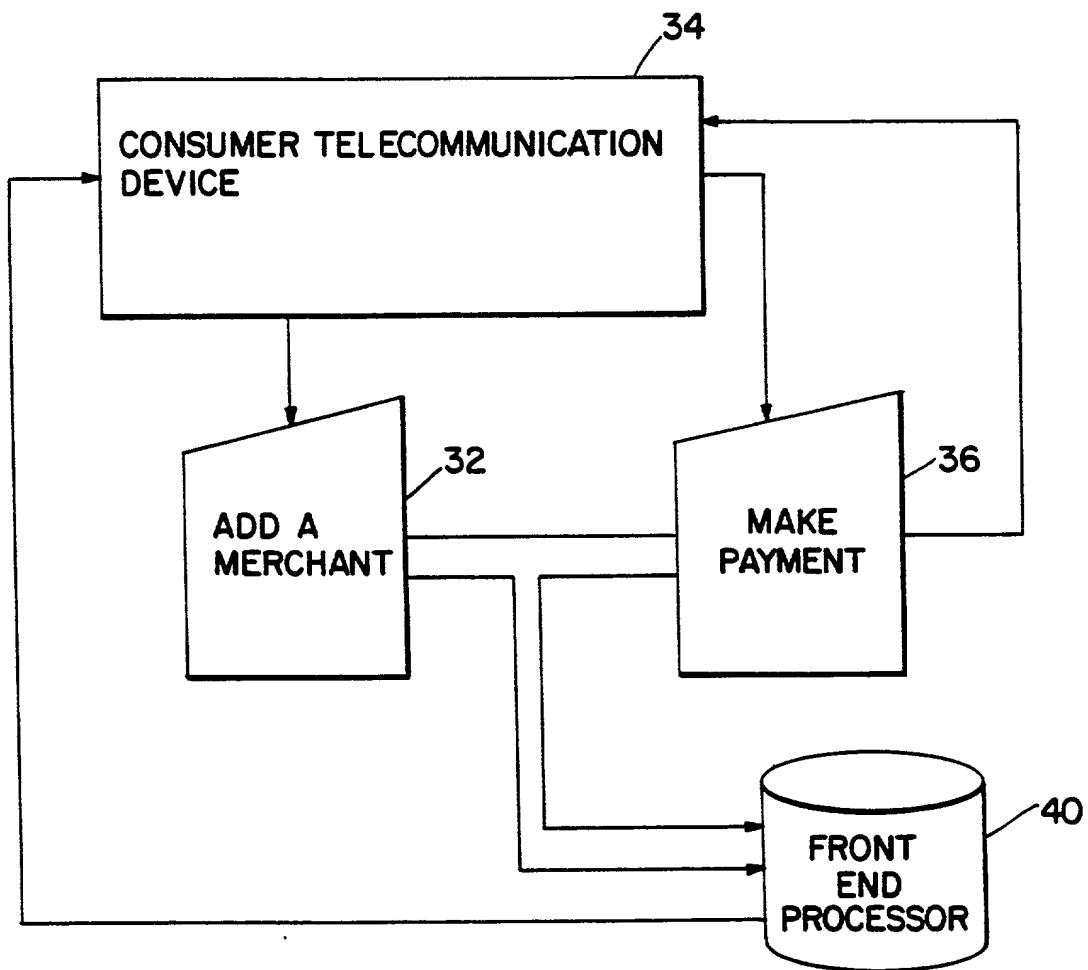 34
CONSUMER TELECOMMUNICATION
DEVICE
32
ADD A
MERCHANT
36
MAKE
PAYMENT
40
FRONT
END
PROCESSOR